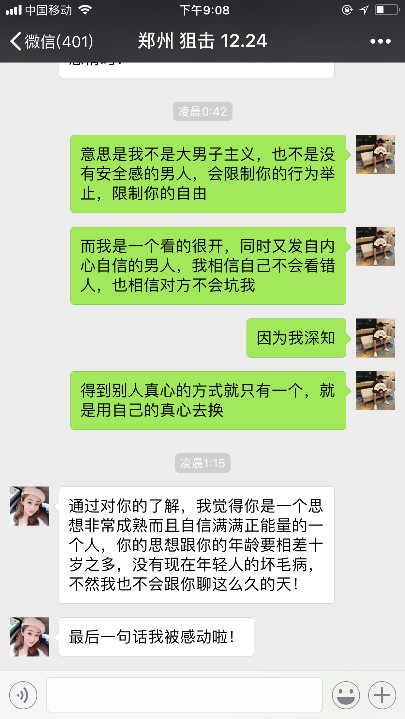 中国移动
下午9:08
微信(401)
郑州 狙击 12.24
凌晨0:42
意思是我不是大男子主义，也不是没
有安全感的男人，会限制你的行为举
止，限制你的自由
而我是一个看的很开，同时又发自内
心自信的男人，我相信自己不会看错
人，也相信对方不会坑我
因为我深知
得到别人真心的方式就只有一个，就
是用自己的真心去换
凌晨1:15
通过对你的了解，我觉得你是一个思
想非常成熟而且自信满满正能量的一
个人，你的思想跟你的年龄要相差十
岁之多，没有现在年轻人的坏毛病，
不然我也不会跟你聊这么久的天！
最后一句话我被感动啦！